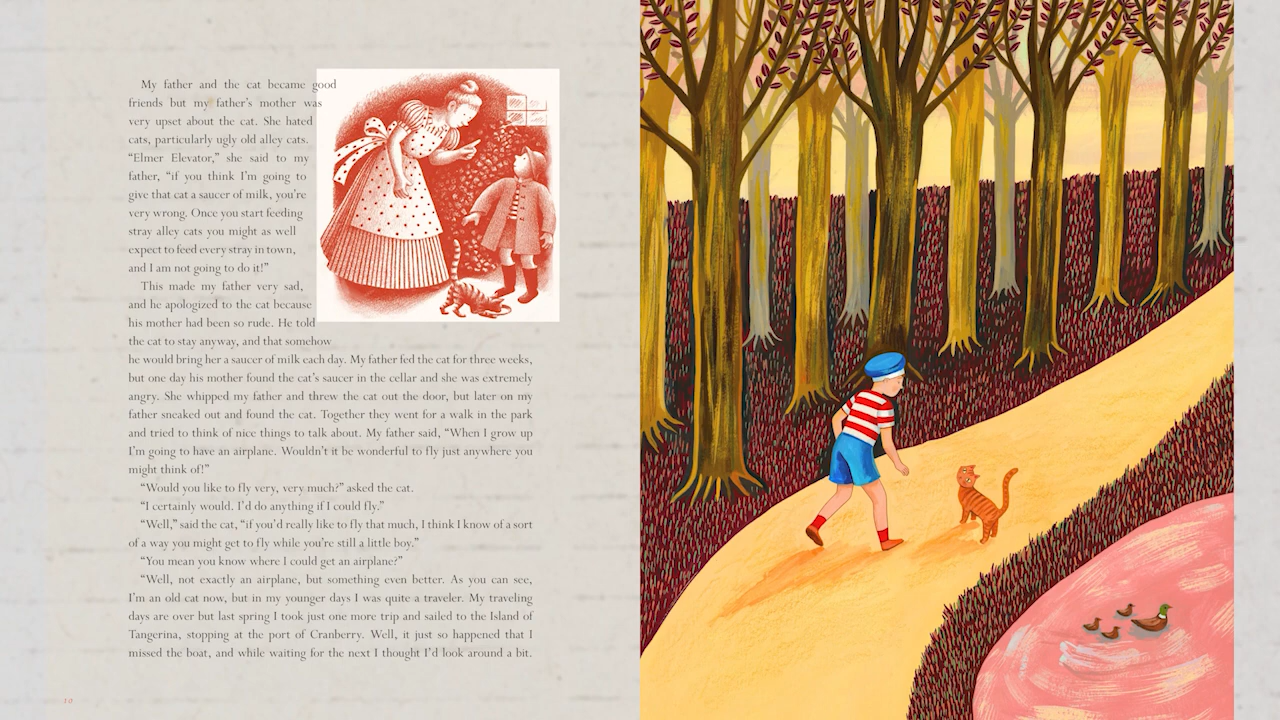 My father and the cat became good
friends but my father's mother was
very upset about the cat. She hated
cats, particularly ugly old alley cats.
“Elmer Elevator,” she said to my
father, “if you think I'm going to
give that cat a saucer of milk, you're
very wrong. Once you start feeding
stray alley cats you might as well
expect to feed every stray in town,
and I am not going to do it!”
This made my father very sad,
and he apologized to the cat because
his mother had been so rude. He told
the cat to stay anyway, and that somehow
he would bring her a saucer of milk each day. My father fed the cat for three weeks,
but one day his mother found the cat's saucer in the cellar and she was extremely
angry. She whipped my father and threw the cat out the door, but later on my
father sneaked out and found the cat. Together they went for a walk in the park
and tried to think of nice things to talk about. My father said, “When I grow up
I'm going to have an airplane. Wouldn't it be wonderful to fly just anywhere you
might think of!”
“Would you like to fly very, very much?” asked the cat.
“I certainly would. I'd do anything if I could fly.”
“Well,” said the cat, “if you'd really like to fly that much, I think I know of a sort
of a way you might get to fly while you're still a little boy.”
“You mean you know where I could get an airplane?”
“Well, not exactly an airplane, but something even better. As you can see,
I'm an old cat now, but in my younger days I was quite a traveler. My traveling
days are over but last spring I took just one more trip and sailed to the Island of
Tangerina, stopping at the port of Cranberry. Well, it just so happened that I
missed the boat, and while waiting for the next I thought I'd look around a bit.